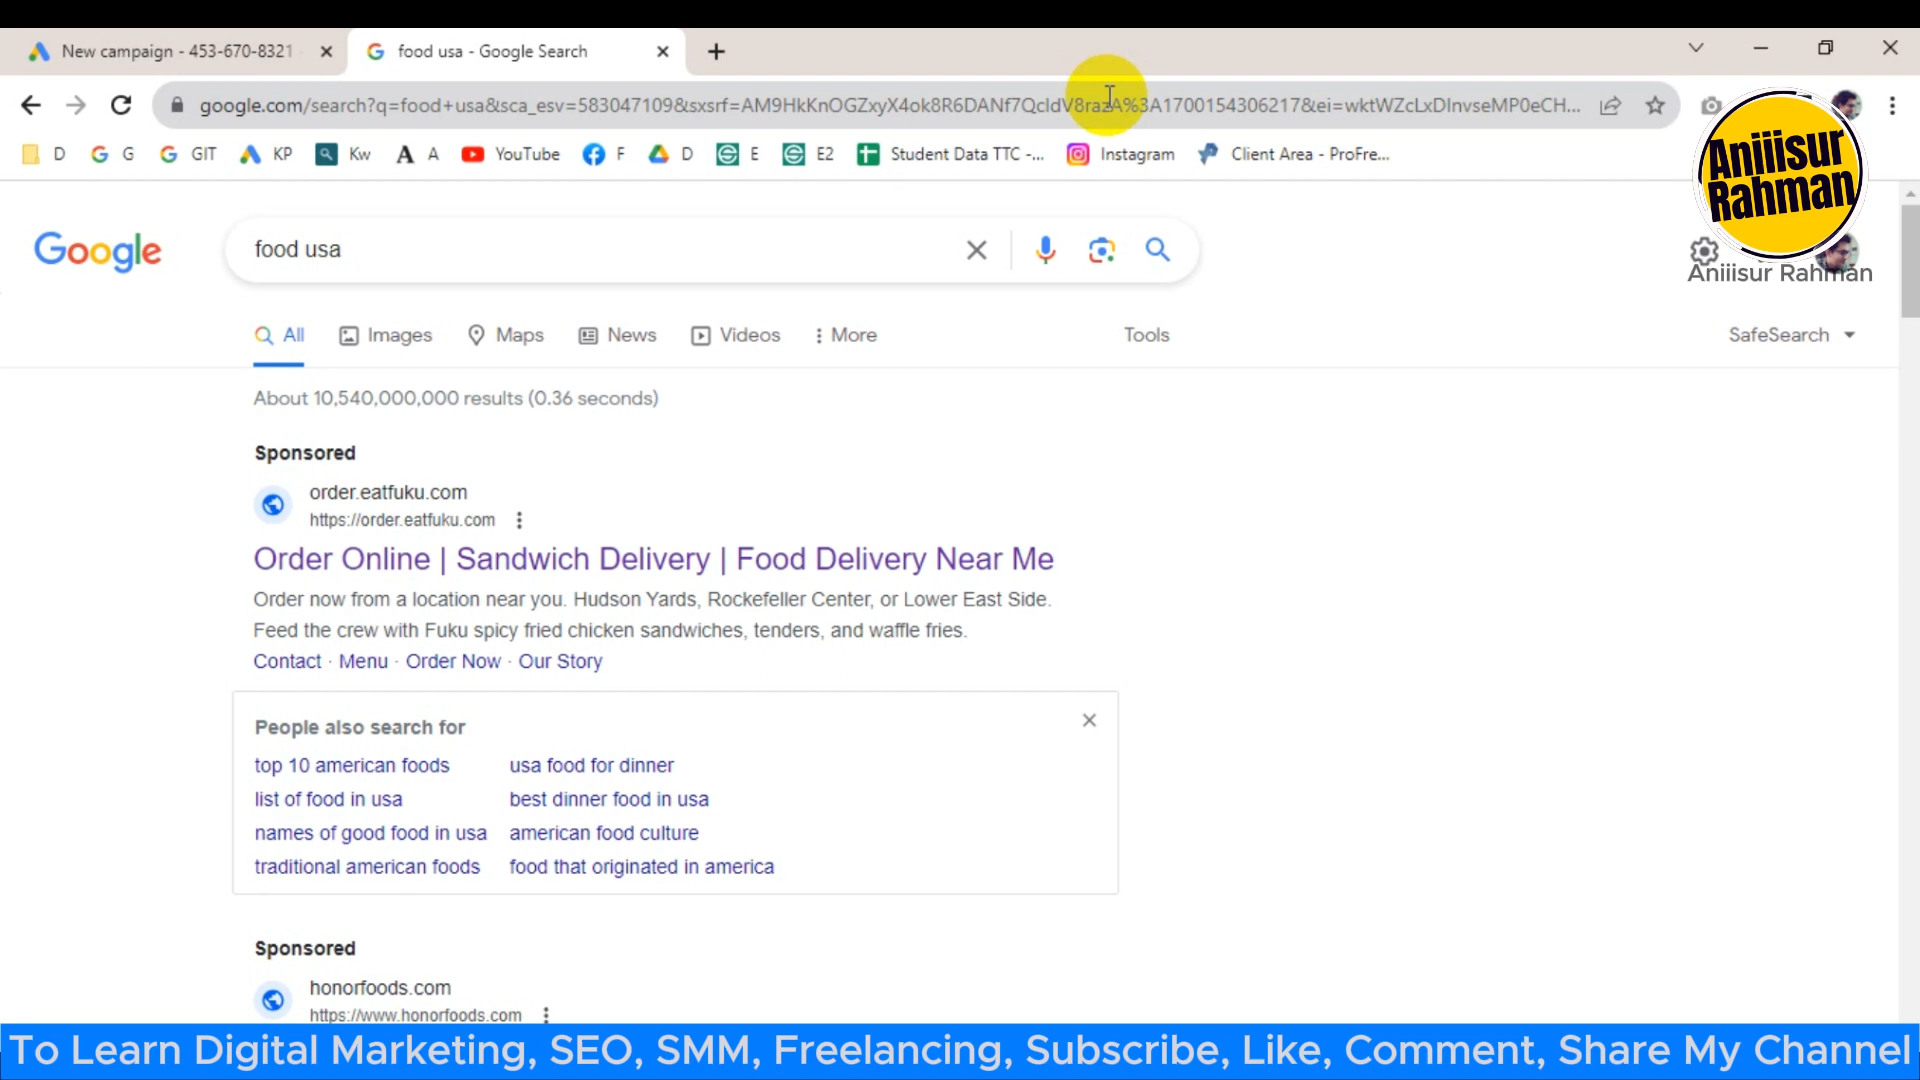 New campaign - 453-670-8321
food usa - Google Search
google.com/search?q=food+usa&sca_esv=583047109&sxsrf=AM9HkKnOGZxyX4ok8R6DANf7QcIdV8razA%3A1700154306217&ei=wktWZcLxDInvseMP0eCH...
D G GIT KP Kw A YouTube F D E E2 Student Data TTC -... Instagram Client Area - ProFre...
Aniiisur
Rahman
Aniiisur Rahman
Google
food usa
All Images Maps News Videos More Tools SafeSearch
About 10,540,000,000 results (0.36 seconds)
Sponsored
order.eatfuku.com
https://order.eatfuku.com
Order Online | Sandwich Delivery | Food Delivery Near Me
Order now from a location near you. Hudson Yards, Rockefeller Center, or Lower East Side.
Feed the crew with Fuku spicy fried chicken sandwiches, tenders, and waffle fries.
Contact · Menu · Order Now · Our Story
People also search for
top 10 american foods usa food for dinner
list of food in usa best dinner food in usa
names of good food in usa american food culture
traditional american foods food that originated in america
Sponsored
honorfoods.com
https://www.honorfoods.com
To Learn Digital Marketing, SEO, SMM, Freelancing, Subscribe, Like, Comment, Share My Channel